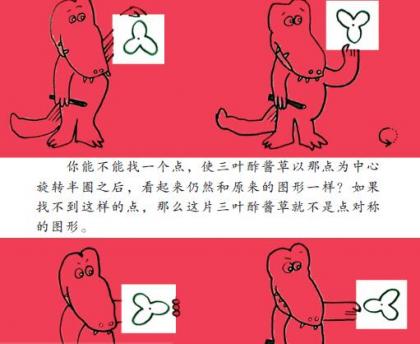 你能不能找一个点，使三叶酢酱草以那点为中心
旋转半圈之后，看起来仍然和原来的图形一样？如果
找不到这样的点，那么这片三叶酢酱草就不是点对称
的图形。